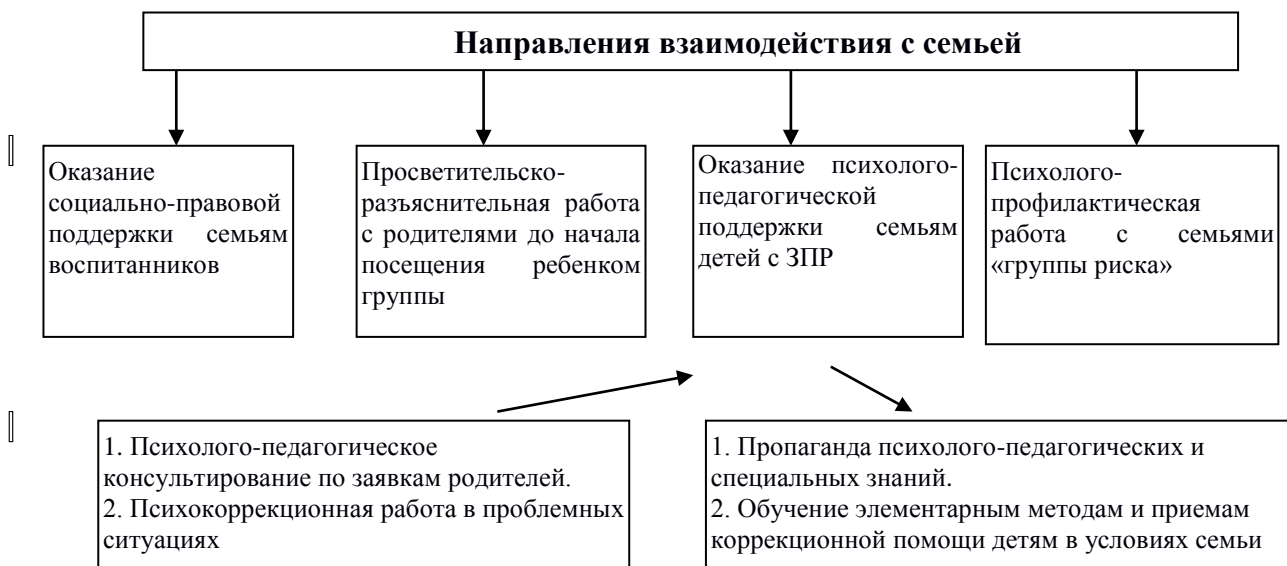 Направления взаимодействия с семьей
Оказание
социально-правовой
поддержки семьям
воспитанников
Просветительско-
разъяснительная работа
с родителями до начала
посещения ребенком
группы
Оказание психолого-
педагогической
поддержки семьям
детей с ЗПР
Психолого-
профилактическая
работа с семьями
«группы риска»
1. Психолого-педагогическое
консультирование по заявкам родителей.
2. Психокоррекционная работа в проблемных
ситуациях
1. Пропаганда психолого-педагогических и
специальных знаний.
2. Обучение элементарным методам и приемам
коррекционной помощи детям в условиях семьи